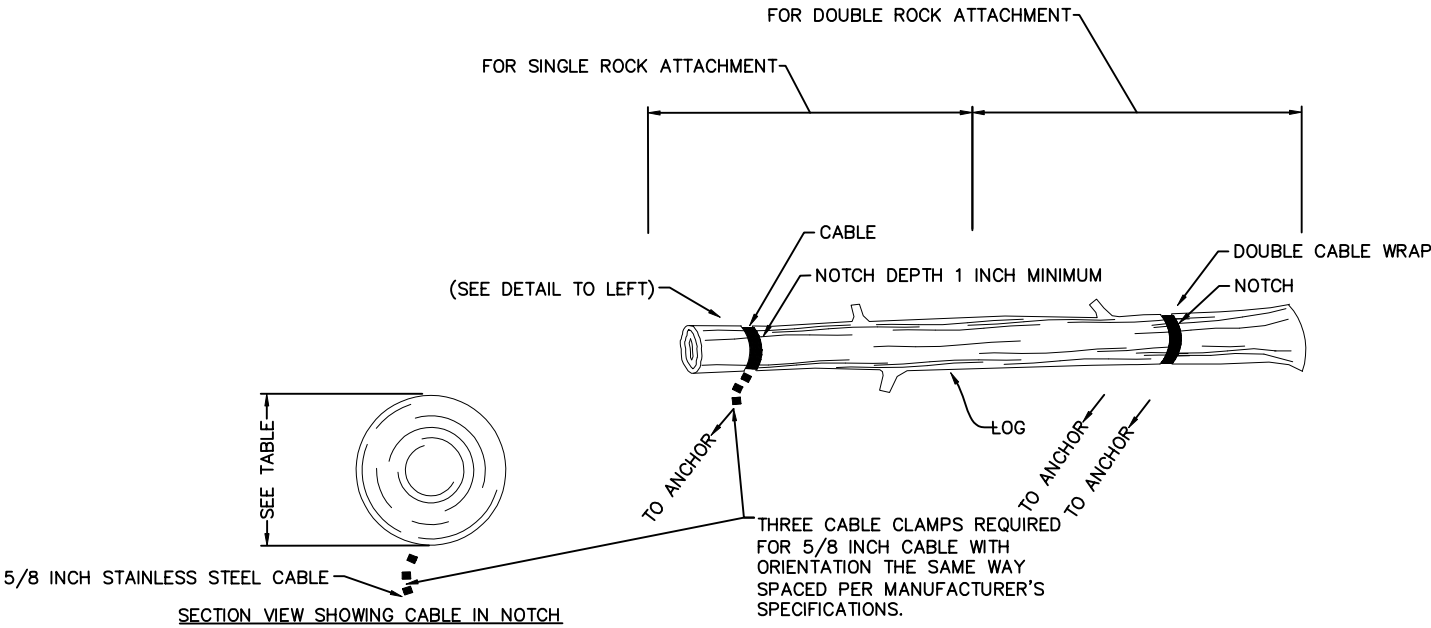 FOR DOUBLE ROCK ATTACHMENT
FOR SINGLE ROCK ATTACHMENT
CABLE
DOUBLE CABLE WRAP
NOTCH DEPTH 1 INCH MINIMUM
(SEE DETAIL TO LEFT)
NOTCH
LOG
SEE TABLE
TO ANCHOR
TO ANCHOR
TO ANCHOR
THREE CABLE CLAMPS REQUIRED
FOR 5/8 INCH CABLE WITH
ORIENTATION THE SAME WAY
SPACED PER MANUFACTURER'S
SPECIFICATIONS.
5/8 INCH STAINLESS STEEL CABLE
SECTION VIEW SHOWING CABLE IN NOTCH